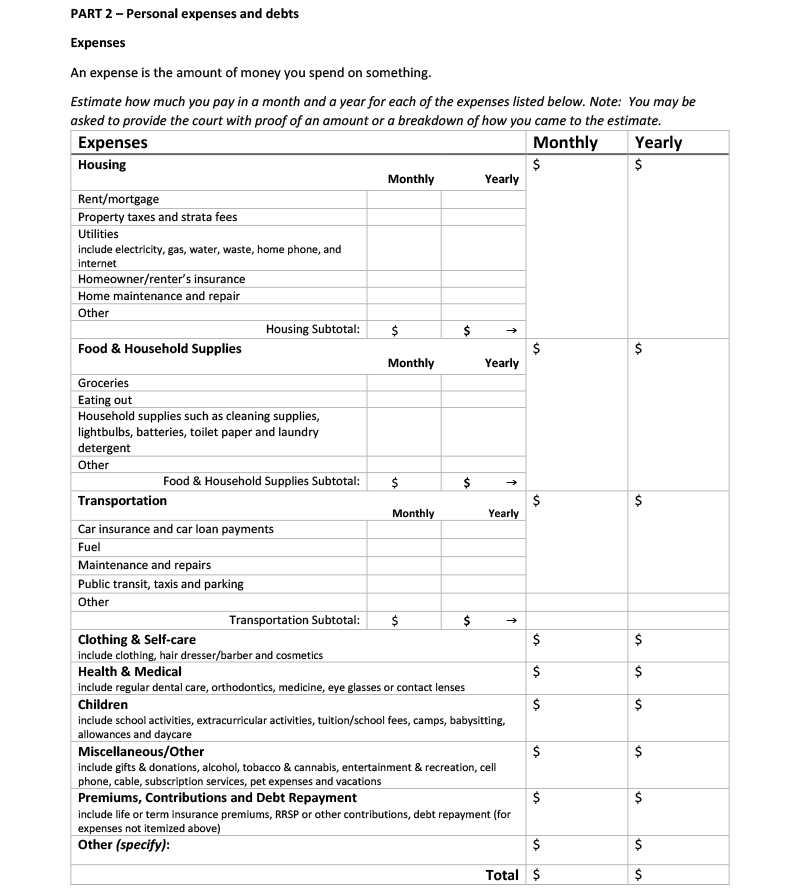 PART 2 – Personal expenses and debts
Expenses
An expense is the amount of money you spend on something.
Estimate how much you pay in a month and a year for each of the expenses listed below. Note: You may be
asked to provide the court with proof of an amount or a breakdown of how you came to the estimate.
Expenses Monthly Yearly
Housing $ $
Monthly Yearly
Rent/mortgage
Property taxes and strata fees
Utilities
include electricity, gas, water, waste, home phone, and
internet
Homeowner/renter's insurance
Home maintenance and repair
Other
Housing Subtotal: $ $ →
Food & Household Supplies $ $
Monthly Yearly
Groceries
Eating out
Household supplies such as cleaning supplies,
lightbulbs, batteries, toilet paper and laundry
detergent
Other
Food & Household Supplies Subtotal: $ $ →
Transportation $ $
Monthly Yearly
Car insurance and car loan payments
Fuel
Maintenance and repairs
Public transit, taxis and parking
Other
Transportation Subtotal: $ $ →
Clothing & Self-care $ $
include clothing, hair dresser/barber and cosmetics
Health & Medical $ $
include regular dental care, orthodontics, medicine, eye glasses or contact lenses
Children $ $
include school activities, extracurricular activities, tuition/school fees, camps, babysitting,
allowances and daycare
Miscellaneous/Other $ $
include gifts & donations, alcohol, tobacco & cannabis, entertainment & recreation, cell
phone, cable, subscription services, pet expenses and vacations
Premiums, Contributions and Debt Repayment $ $
include life or term insurance premiums, RRSP or other contributions, debt repayment (for
expenses not itemized above)
Other (specify): $ $
Total $ $